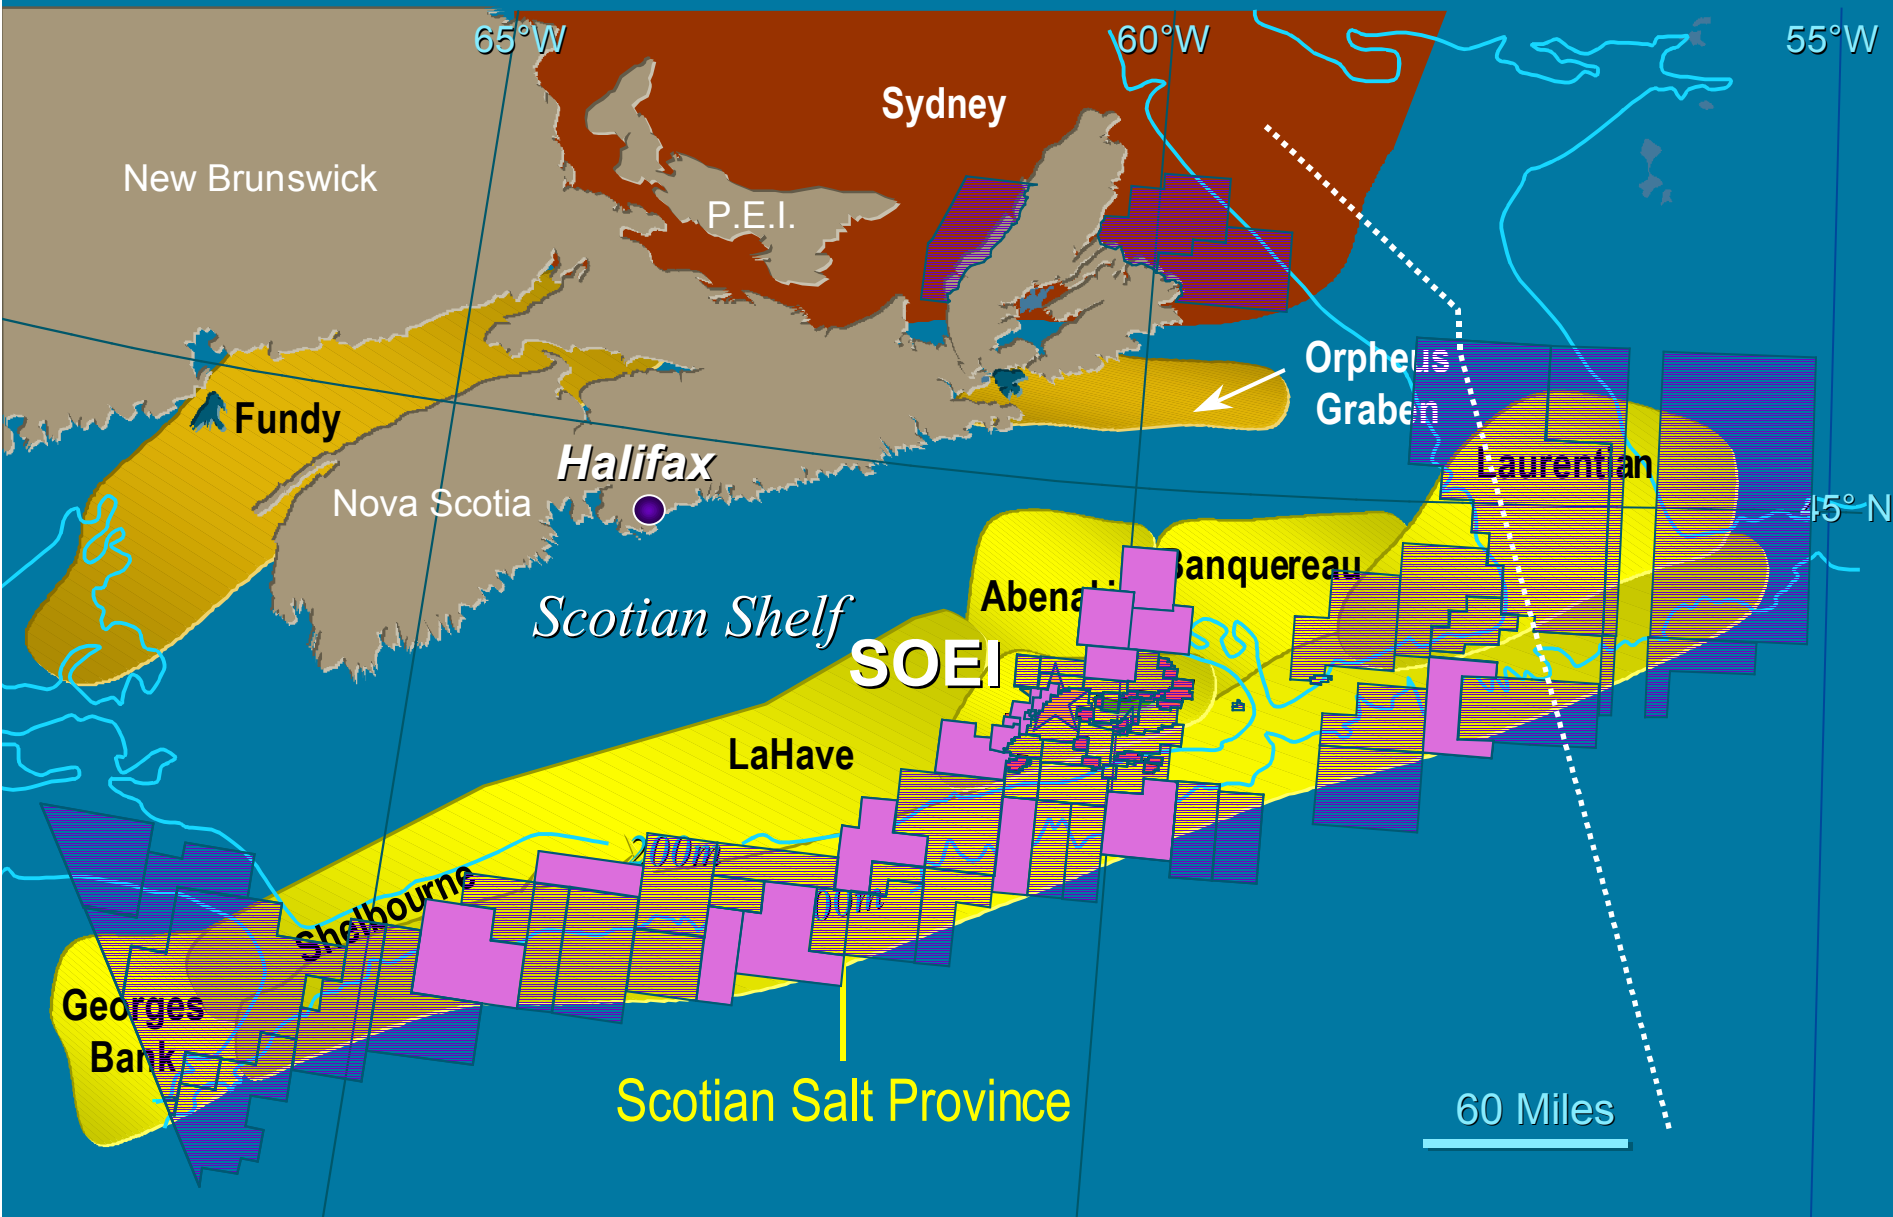 65°W
60°W
55°W
Sydney
New Brunswick
P.E.I.
Orpheus
Graben
Fundy
Halifax
Laurentian
Nova Scotia
45° N
Banquereau
Scotian Shelf
SOEI
LaHave
200m
Shelbourne
Georges
Bank
Scotian Salt Province
60 Miles